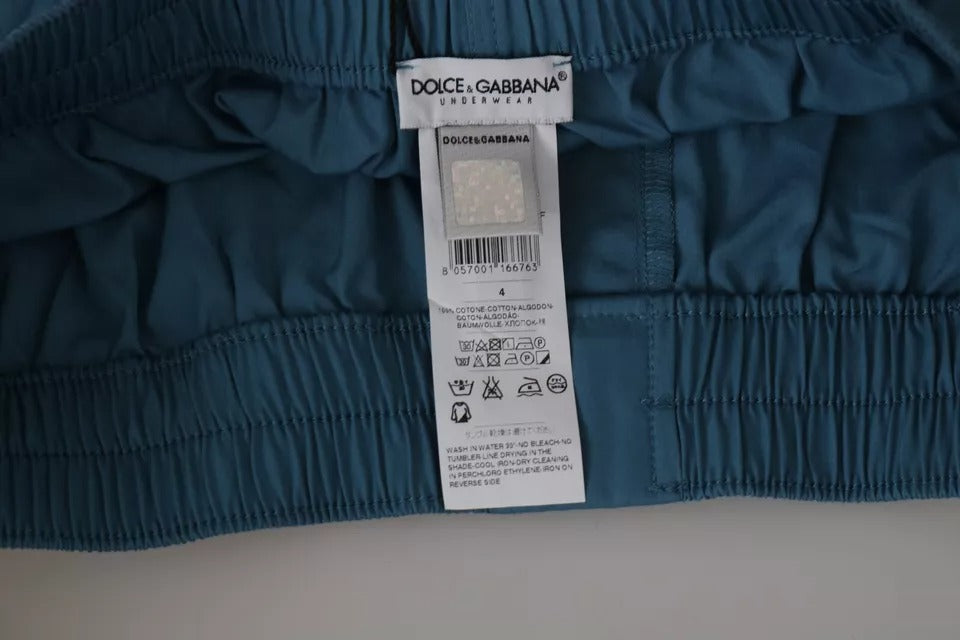 DOLCE & GABBANA®
UNDERWEAR
DOLCE&GABBANA
8 057001 166763
4
COTONE-COTTON-ALGODON-
COTON-ALGODÃO-
BAUMWOLLE-ХЛОПОК-棉
WASH IN WATER 30°-NO BLEACH-NO
TUMBLER-LINE DRYING IN THE
SHADE-COOL IRON-DRY CLEANING
IN PERCHLORO ETHYLENE-IRON ON
REVERSE SIDE